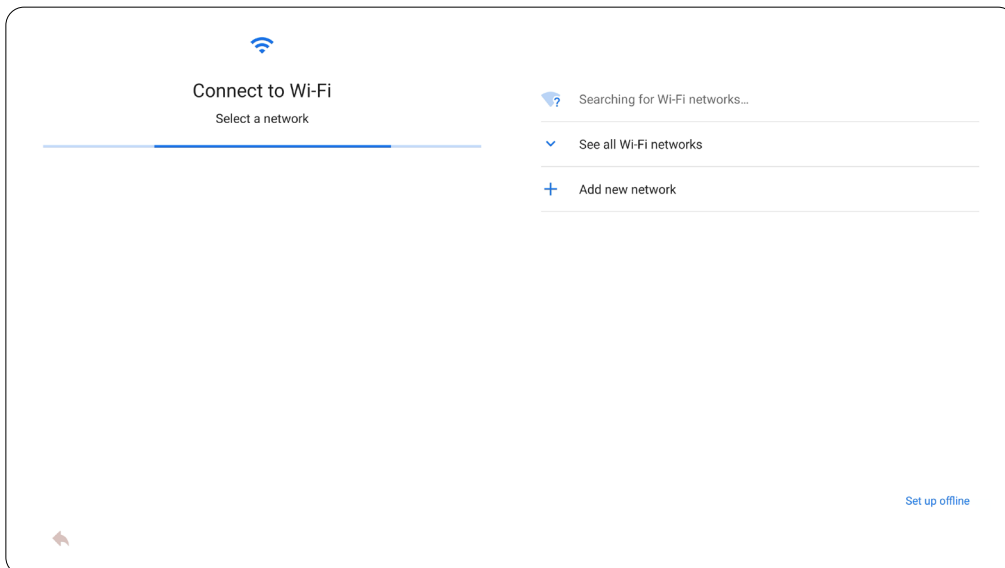 Connect to Wi-Fi
Select a network
Searching for Wi-Fi networks…
See all Wi-Fi networks
Add new network
Set up offline